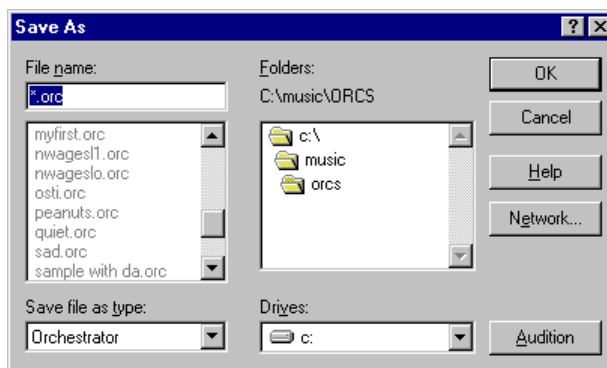 Save As
File name:
*.orc
myfirst.orc
nwagesl1.orc
nwageslo.orc
osti.orc
peanuts.orc
quiet.orc
sad.orc
sample with da.orc
Save file as type:
Orchestrator
Folders:
C:\music\ORCS
c:\
music
orcs
Drives:
c:
OK
Cancel
Help
Network...
Audition